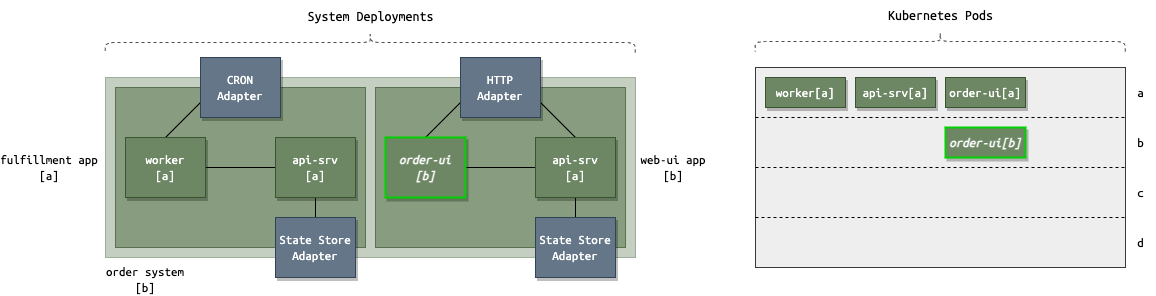 System Deployments
Kubernetes Pods
CRON
Adapter
HTTP
Adapter
worker[a]
api-srv[a]
order-ui[a]
a
fulfillment app
[a]
worker
[a]
api-srv
[a]
order-ui
[b]
api-srv
[a]
web-ui app
[b]
order-ui[b]
b
c
State Store
Adapter
State Store
Adapter
d
order system
[b]